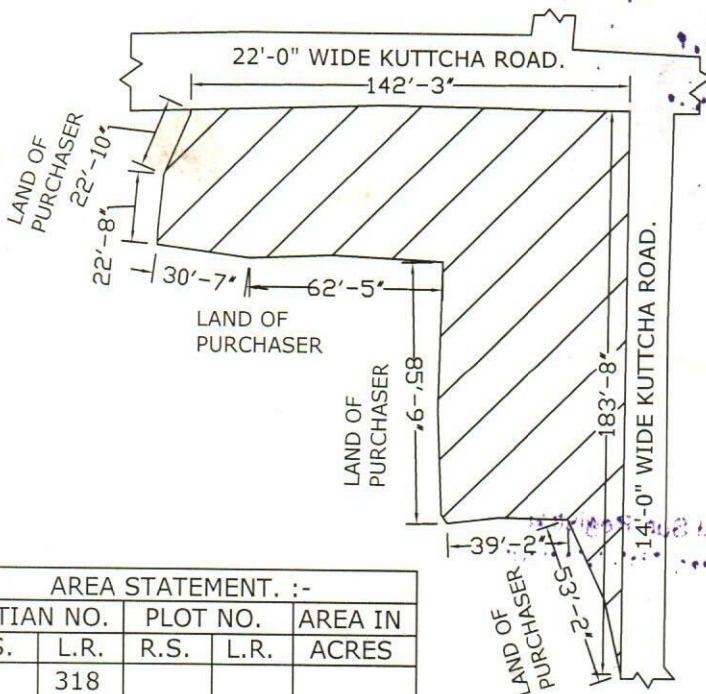 22'-0" WIDE KUTTCHA ROAD.
142'-3"
LAND OF
PURCHASER
22'-10"
22'-8"
30'-7"
62'-5"
LAND OF
PURCHASER
LAND OF
PURCHASER
85'-9"
183'-8"
14'-0" WIDE KUTTCHA ROAD.
39'-2"
LAND OF
PURCHASER
53'-2"
AREA STATEMENT. :-
TIAN NO. PLOT NO. AREA IN
S. L.R. R.S. L.R. ACRES
318